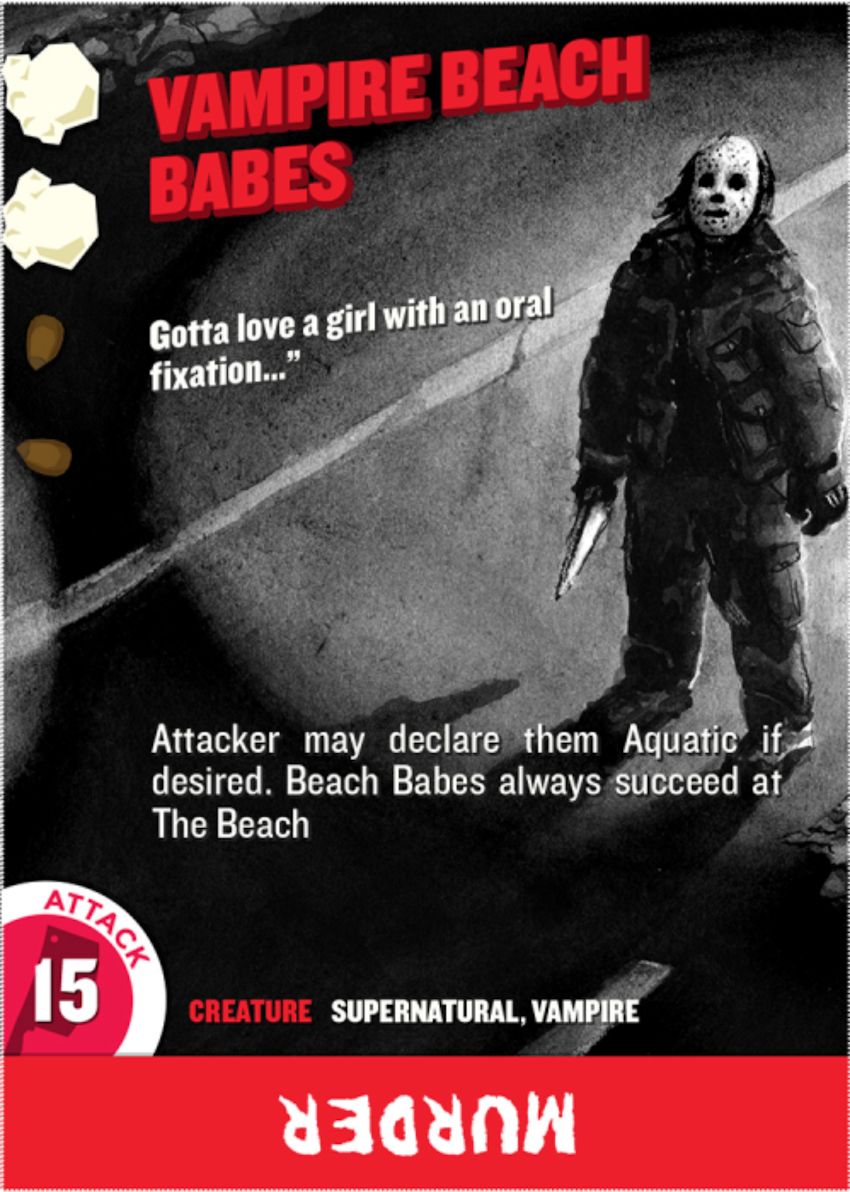 VAMPIRE BEACH
BABES
Gotta love a girl with an oral
fixation...”
Attacker may declare them Aquatic if
desired. Beach Babes always succeed at
The Beach
ATTACK
15
CREATURE SUPERNATURAL, VAMPIRE
MURDER